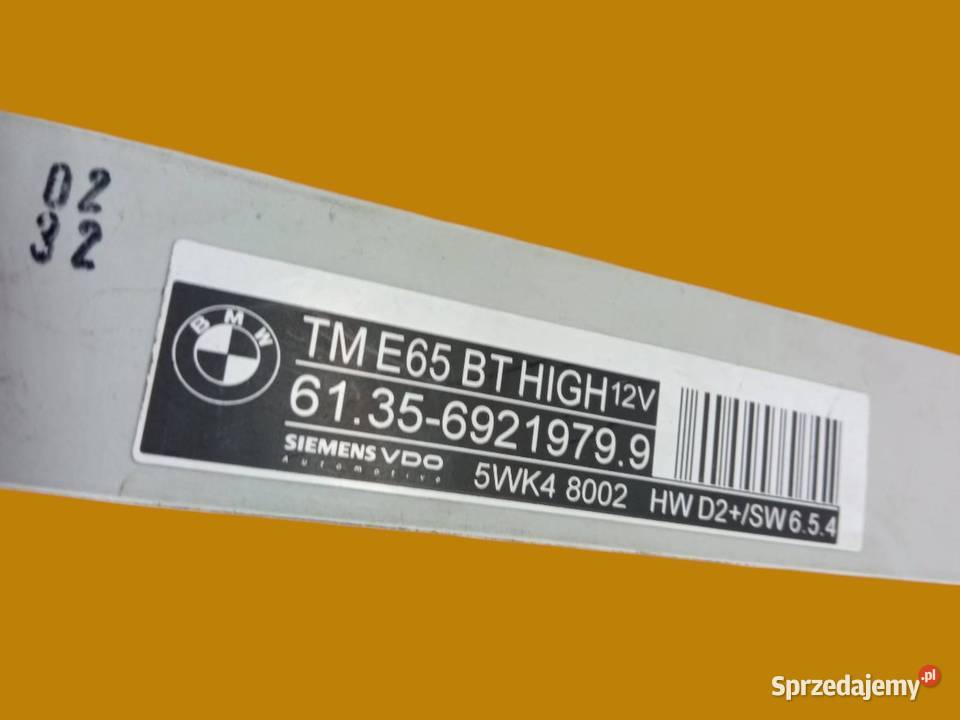 02
32
BMW
TM E65 BT HIGH 12V
61.35-6921979.9
SIEMENS VDO
Automotive
5WK4 8002 HW D2+/SW 6.5.4
Sprzedajemy.pl